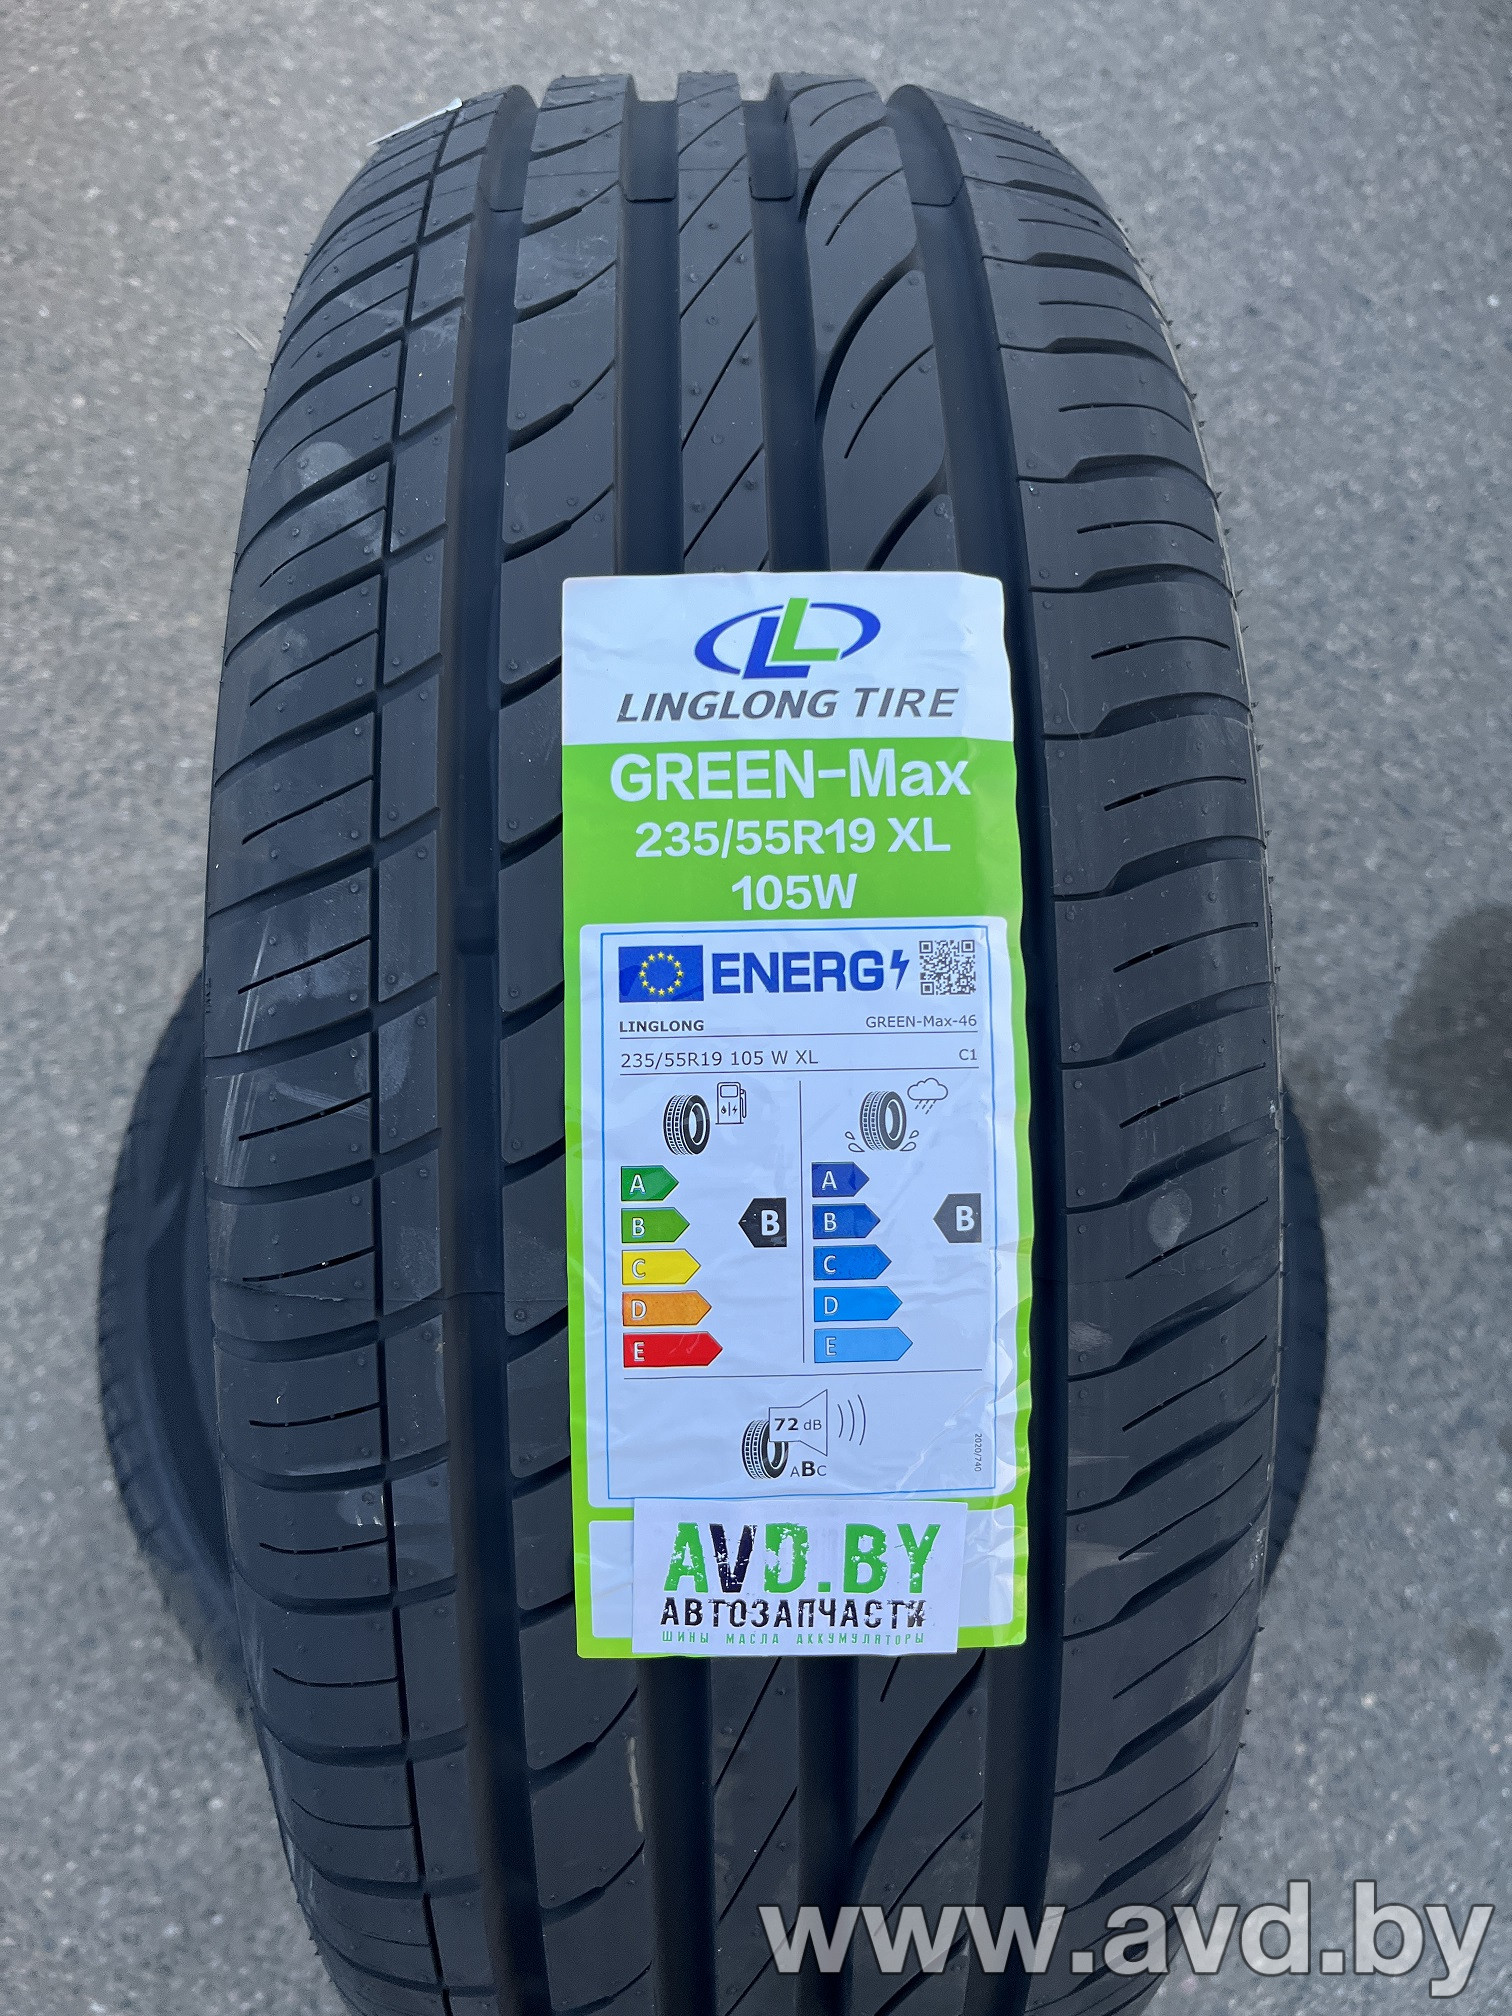 LINGLONG TIRE
GREEN-Max
235/55R19 XL
105W
ENERG
LINGLONG GREEN-Max-46
235/55R19 105 W XL C1
A
B
C
D
E
B
A
B
C
D
E
B
72 dB
ABC
2020/740
AVD.BY
АВТОЗАПЧАСТИ
ШИНЫ МАСЛА АККУМУЛЯТОРЫ
www.avd.by